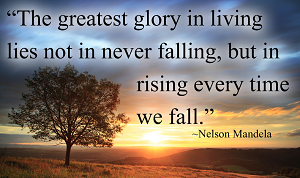 “The greatest glory in living
lies not in never falling, but in
rising every time
we fall.”
~Nelson Mandela